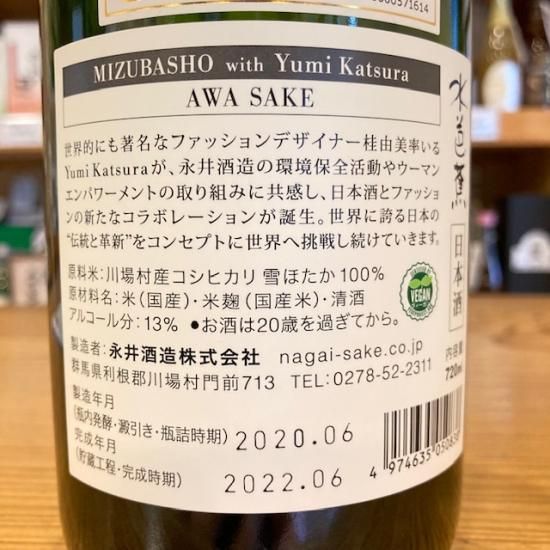 00000371614
MIZUBASHO with Yumi Katsura
AWA SAKE
世界的にも著名なファッションデザイナー桂由美率いる
Yumi Katsuraが、永井酒造の環境保全活動やウーマン
エンパワーメントの取り組みに共感し、日本酒とファッショ
ンの新たなコラボレーションが誕生。世界に誇る日本の
“伝統と革新”をコンセプトに世界へ挑戦し続けていきます。
原料米:川場村産コシヒカリ 雪ほたか 100%
原材料名:米(国産)・米麹(国産米)・清酒
アルコール分:13% ●お酒は20歳を過ぎてから。
VEGAN
製造者:永井酒造株式会社 nagai-sake.co.jp
群馬県利根郡川場村門前713 TEL:0278-52-2311
製造年月
(瓶内発酵・澱引き・瓶詰時期) 2020.06
完成年月
(貯蔵工程・完成時期) 2022.06
水芭蕉
日本酒
内容量
720ml
4 974635 050830